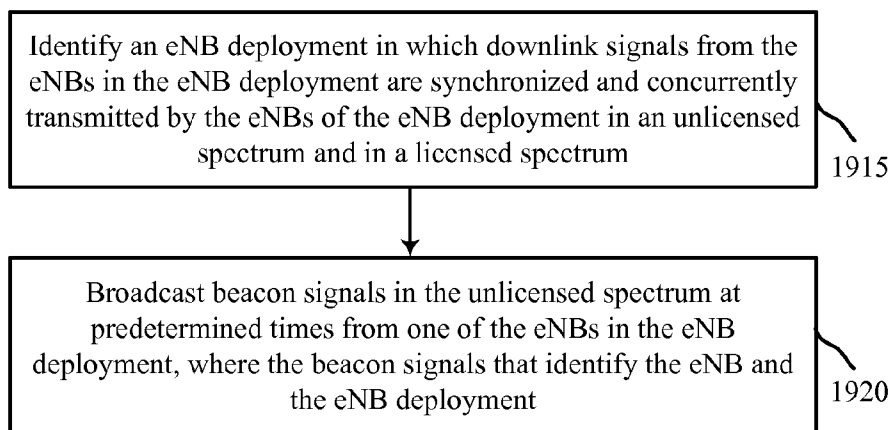 Identify an eNB deployment in which downlink signals from the
eNBs in the eNB deployment are synchronized and concurrently
transmitted by the eNBs of the eNB deployment in an unlicensed
spectrum and in a licensed spectrum
1915
Broadcast beacon signals in the unlicensed spectrum at
predetermined times from one of the eNBs in the eNB
deployment, where the beacon signals that identify the eNB and
the eNB deployment
1920